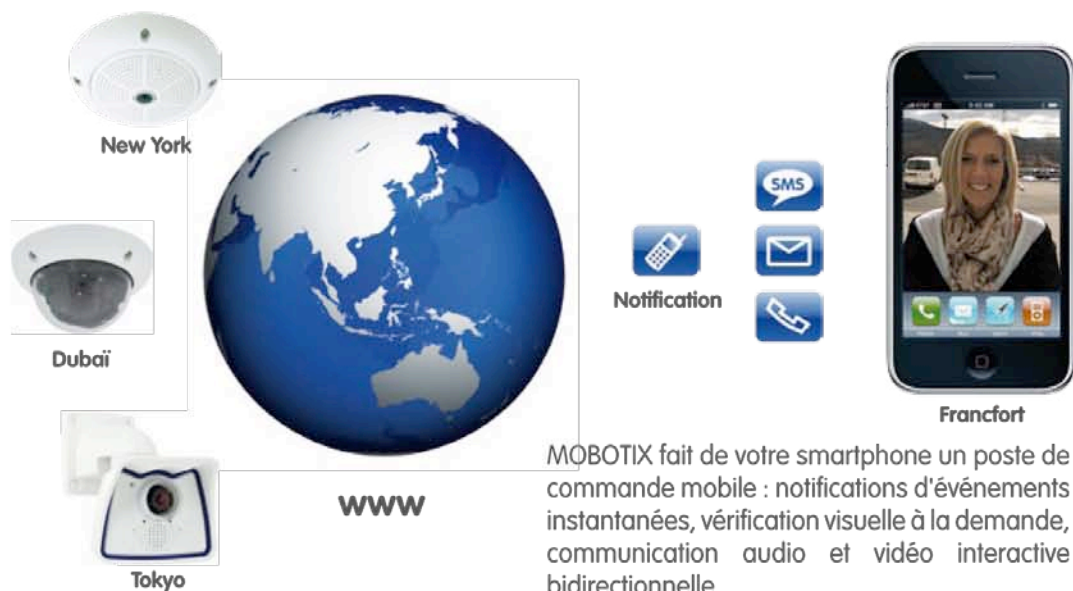 New York
Dubaï
Tokyo
www
Notification
SMS
Francfort
MOBOTIX fait de votre smartphone un poste de
commande mobile : notifications d'événements
instantanées, vérification visuelle à la demande,
communication audio et vidéo interactive
bidirectionnelle